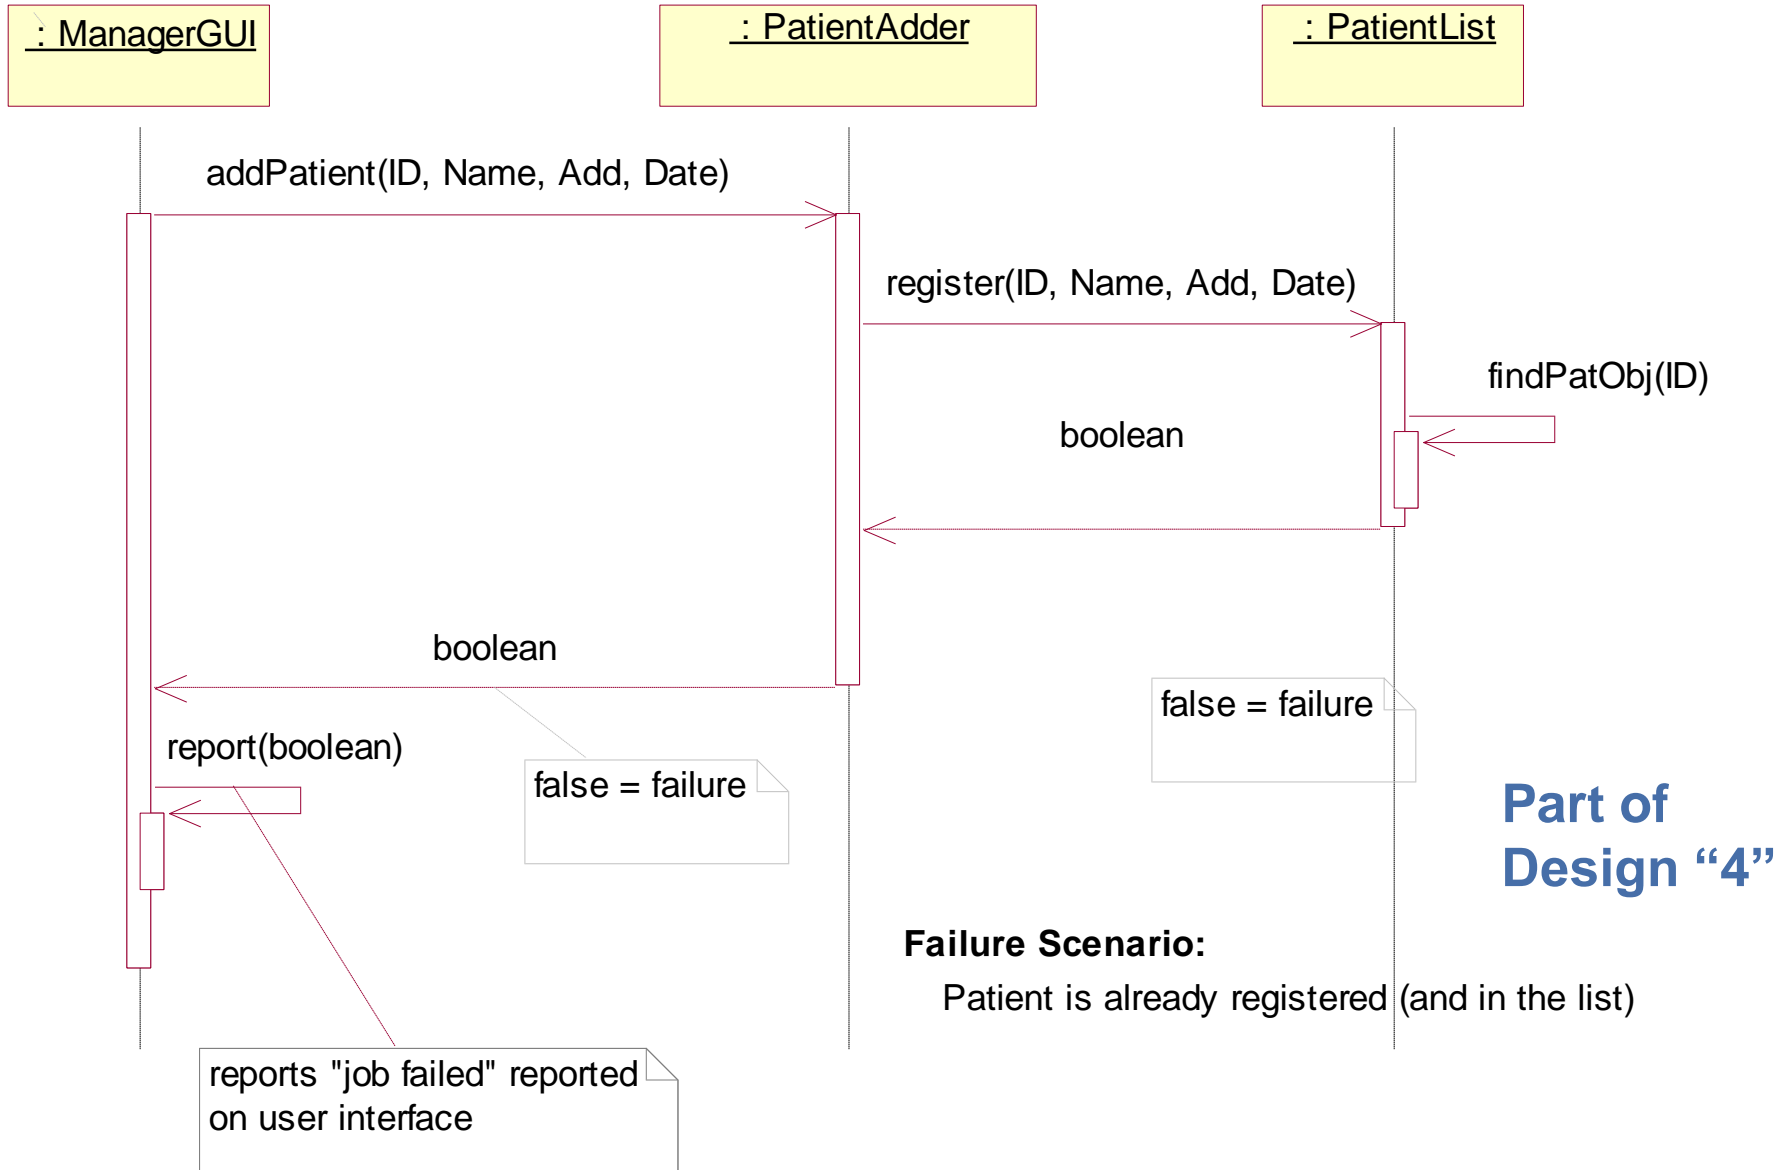 : ManagerGUI
: PatientAdder
: PatientList
addPatient(ID, Name, Add, Date)
register(ID, Name, Add, Date)
findPatObj(ID)
boolean
boolean
false = failure
report(boolean)
false = failure
Part of
Design “4”
Failure Scenario:
Patient is already registered (and in the list)
reports "job failed" reported
on user interface